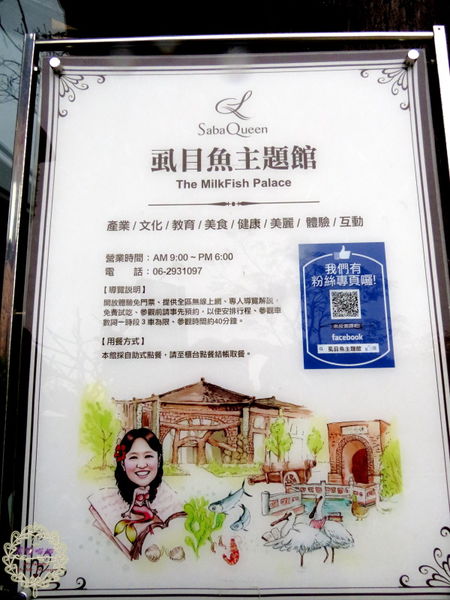 SabaQueen
虱目魚主題館
The MilkFish Palace
產業/文化/教育/美食/健康/美麗/ 體驗/互動
營業時間：AM 9:00 ~ PM 6:00
電　　話：06-2931097
【導覽說明】
開放體驗免門票、提供全區無線上網、專人導覽解說、
免費試吃、參觀前請事先預約，以便安排行程、參觀車
數同一時段3車為限、參觀時間約40分鐘。
【用餐方式】
本館採自助式點餐，請至櫃台點餐結帳取餐。
我們有
粉絲專頁囉!
facebook
虱目魚主題館